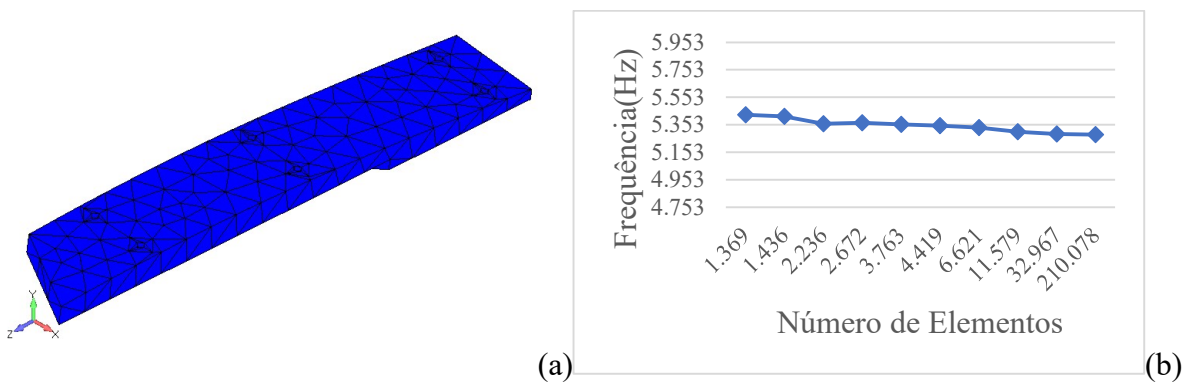 Y
Z
X
(a)
Frequência(Hz)
5.953
5.753
5.553
5.353
5.153
4.953
4.753
1.369
1.436
2.236
2.672
3.763
4.419
6.621
11.579
32.967
210.078
Número de Elementos
(b)